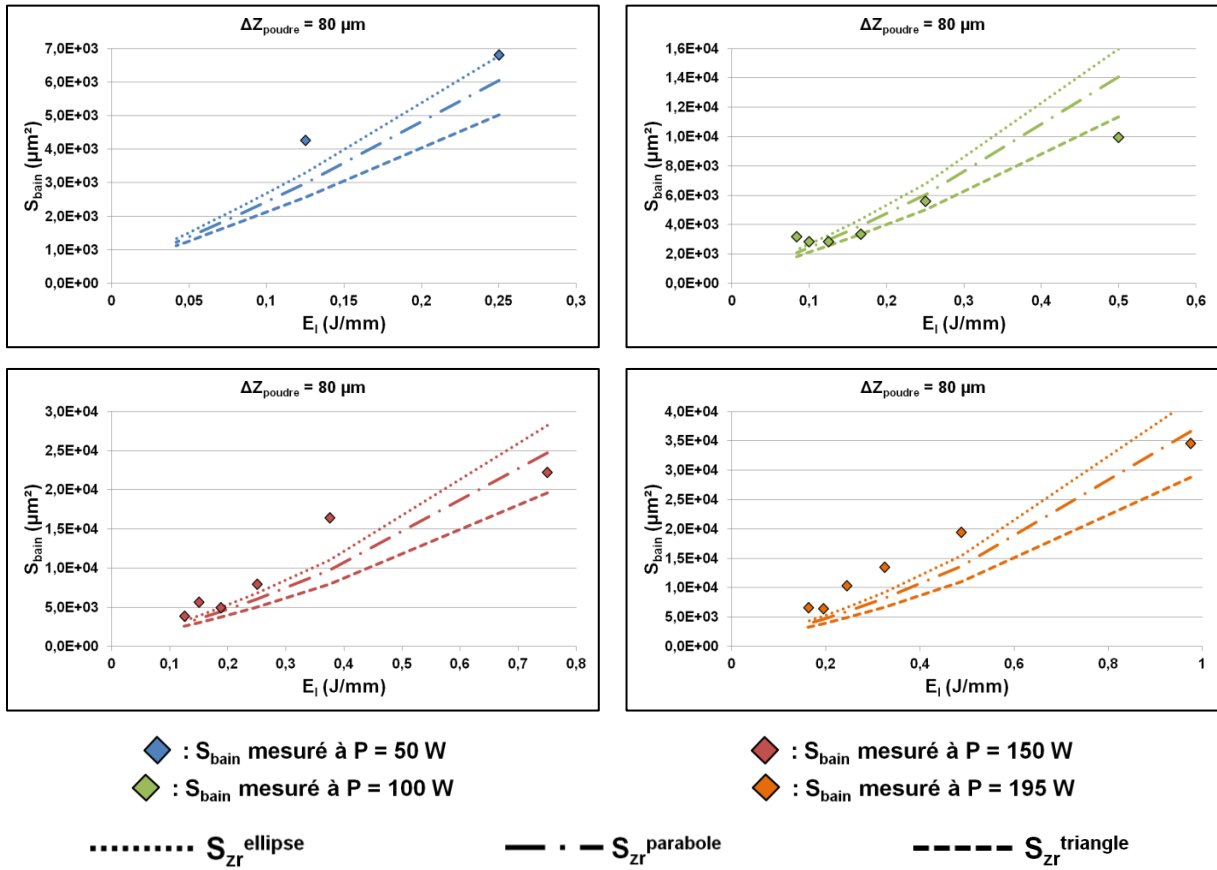 ΔZpoudre = 80 µm
7,0E+03
6,0E+03
5,0E+03
4,0E+03
3,0E+03
2,0E+03
1,0E+03
0,0E+00
Sbain (µm²)
0 0,05 0,1 0,15 0,2 0,25 0,3
El (J/mm)
ΔZpoudre = 80 µm
1,6E+04
1,4E+04
1,2E+04
1,0E+04
8,0E+03
6,0E+03
4,0E+03
2,0E+03
0,0E+00
Sbain (µm²)
0 0,1 0,2 0,3 0,4 0,5 0,6
El (J/mm)
ΔZpoudre = 80 µm
3,0E+04
2,5E+04
2,0E+04
1,5E+04
1,0E+04
5,0E+03
0,0E+00
Sbain (µm²)
0 0,1 0,2 0,3 0,4 0,5 0,6 0,7 0,8
El (J/mm)
ΔZpoudre = 80 µm
4,0E+04
3,5E+04
3,0E+04
2,5E+04
2,0E+04
1,5E+04
1,0E+04
5,0E+03
0,0E+00
Sbain (µm²)
0 0,2 0,4 0,6 0,8 1
El (J/mm)
: Sbain mesuré à P = 50 W
: Sbain mesuré à P = 150 W
: Sbain mesuré à P = 100 W
: Sbain mesuré à P = 195 W
Szr ellipse
Szr parabole
Szr triangle